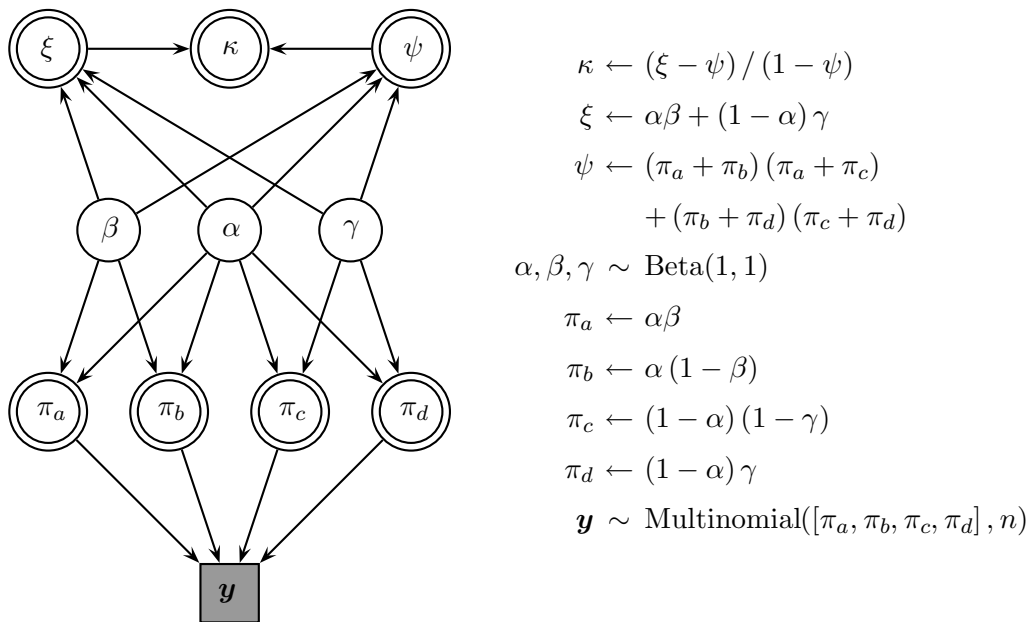 ξ κ ψ
β α γ
π_a π_b π_c π_d
y
κ ← (ξ − ψ) / (1 − ψ)
ξ ← αβ + (1 − α) γ
ψ ← (π_a + π_b) (π_a + π_c)
+ (π_b + π_d) (π_c + π_d)
α, β, γ ∼ Beta(1, 1)
π_a ← αβ
π_b ← α (1 − β)
π_c ← (1 − α) (1 − γ)
π_d ← (1 − α) γ
y ∼ Multinomial([π_a, π_b, π_c, π_d] , n)